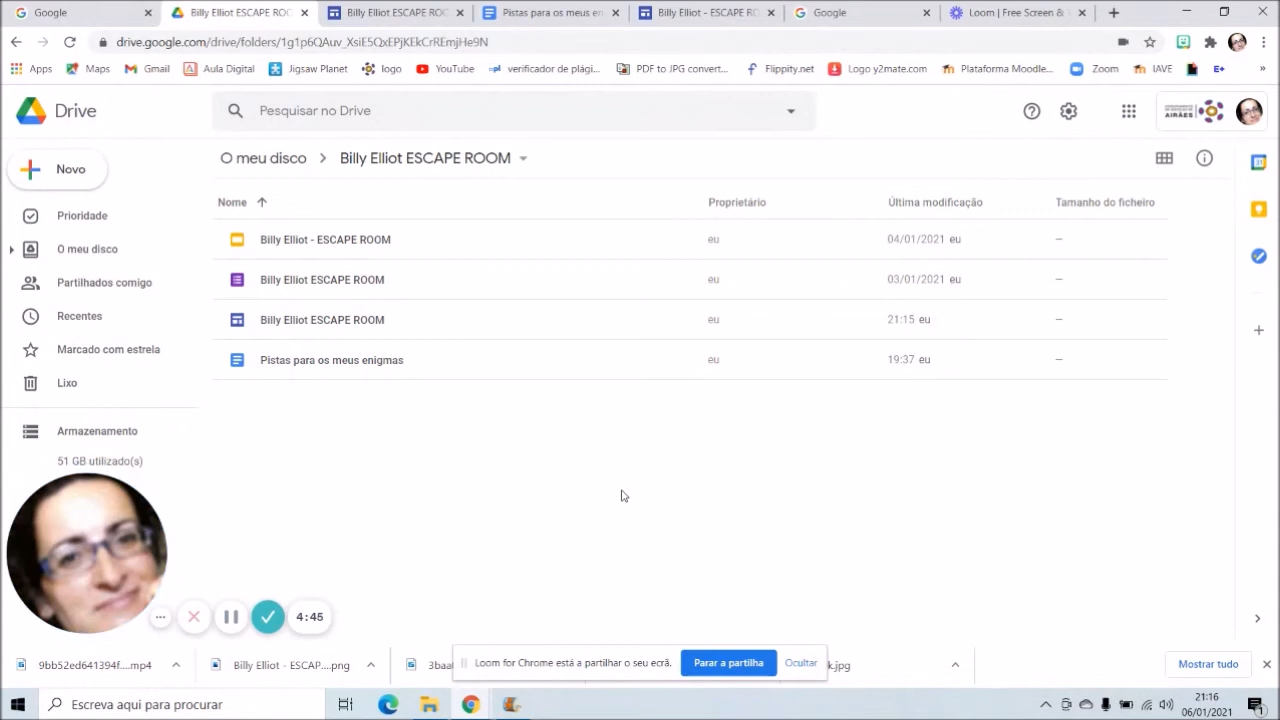 Google
Billy Elliot ESCAPE ROOM
Billy Elliot ESCAPE ROOM
Pistas para os meus en
Billy Elliot - ESCAPE RO
Google
Loom | Free Screen &
drive.google.com/drive/folders/1g1p6QAuv_XsiE5QxEPjKEkCrREmjHe9N
Apps
Maps
Gmail
Aula Digital
Jigsaw Planet
logo
YouTube
verificador de plági...
PDF to JPG convert...
Flippity.net
Logo y2mate.com
Plataforma Moodle...
Zoom
IAVE
E+
»
Drive
Pesquisar no Drive
AIRÃES
Novo
O meu disco > Billy Elliot ESCAPE ROOM
Nome
Proprietário
Última modificação
Tamanho do ficheiro
Prioridade
O meu disco
Partilhados comigo
Recentes
Marcado com estrela
Lixo
Armazenamento
51 GB utilizado(s)
Billy Elliot - ESCAPE ROOM eu 04/01/2021 eu –
Billy Elliot ESCAPE ROOM eu 03/01/2021 eu –
Billy Elliot ESCAPE ROOM eu 21:15 eu –
Pistas para os meus enigmas eu 19:37 eu –
4:45
9bb52ed641394f....mp4
Billy Elliot - ESCAP....png
3baat
Loom for Chrome está a partilhar o seu ecrã.
Parar a partilha
Ocultar
k.jpg
Mostrar tudo
Escreva aqui para procurar
21:16
06/01/2021
1